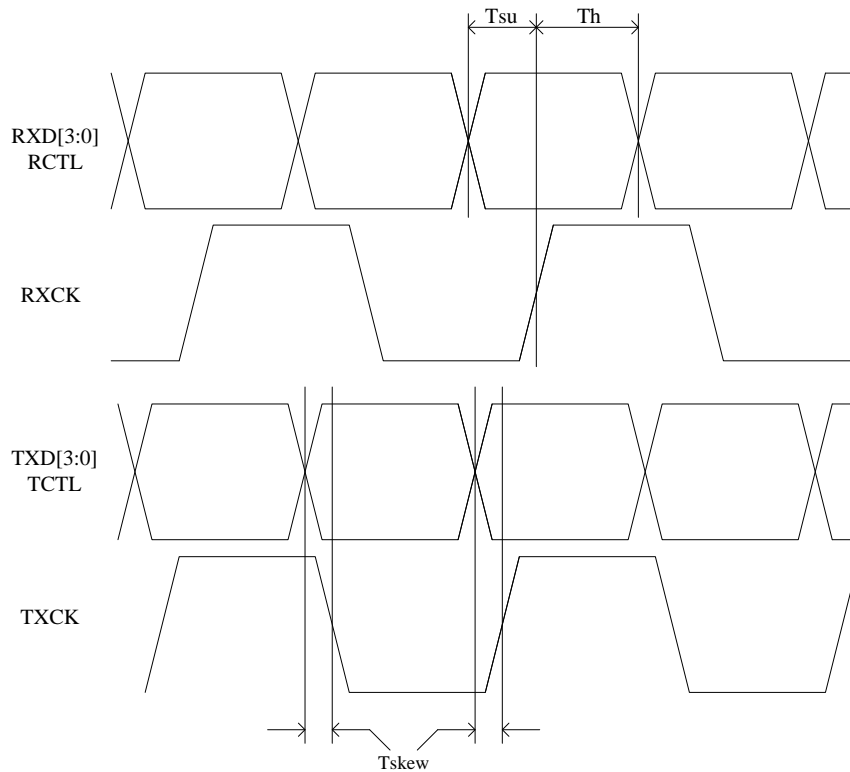 Tsu
Th
RXD[3:0]
RCTL
RXCK
TXD[3:0]
TCTL
TXCK
Tskew